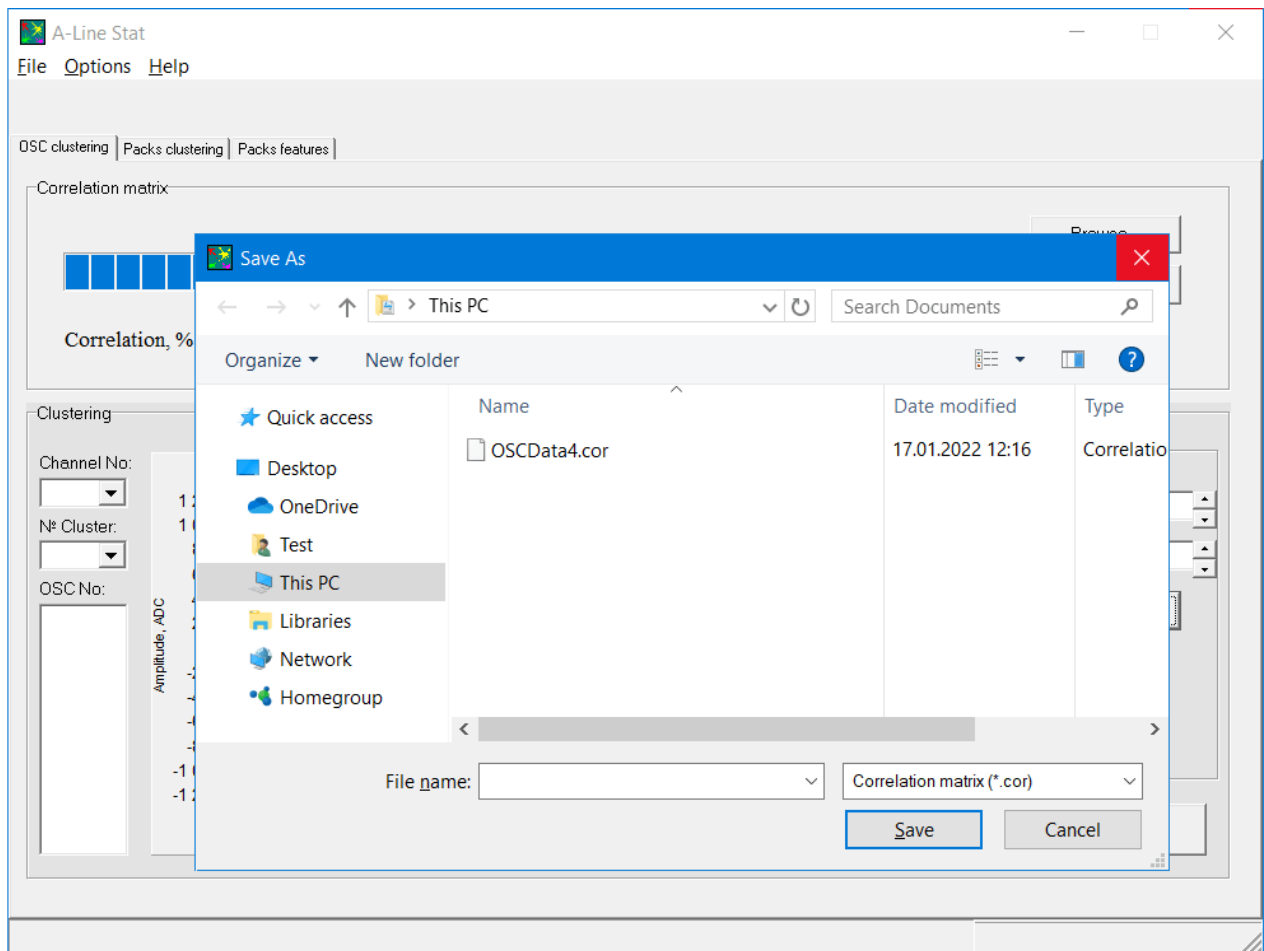 A-Line Stat
File Options Help
OSC clustering Packs clustering Packs features
Correlation matrix
Browse
Save As
This PC
Search Documents
Correlation, %
Organize New folder
Clustering
Name Date modified Type
Quick access
OSCData4.cor 17.01.2022 12:16 Correlatio
Channel No:
Desktop
OneDrive
Nº Cluster:
Test
This PC
OSC No:
Libraries
Amplitude, ADC
Network
Homegroup
File name: Correlation matrix (*.cor)
Save Cancel